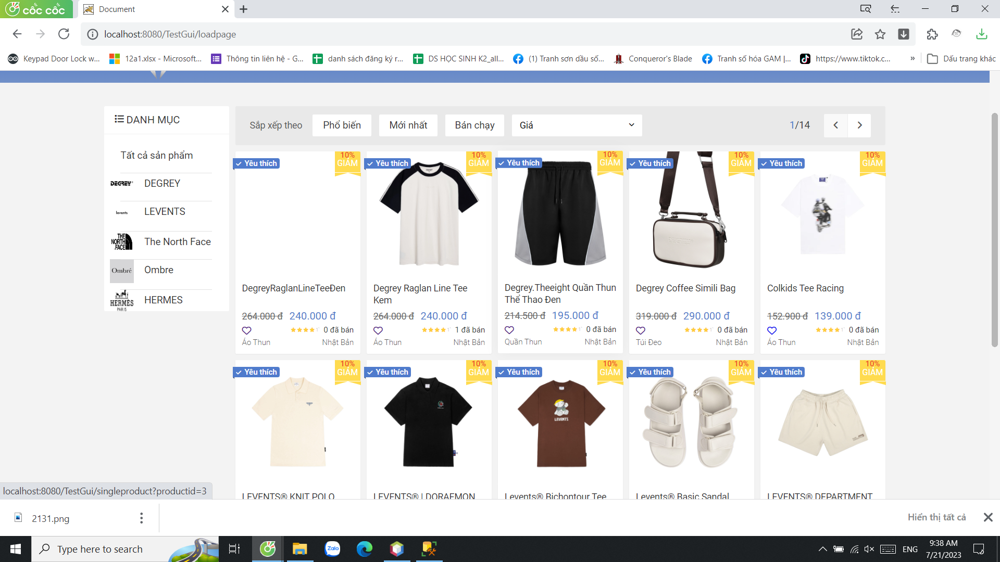 cốc cốc
Document
localhost:8080/TestGui/loadpage
Keypad Door Lock w...
12a1.xlsx - Microsoft...
Thông tin liên hệ - G...
danh sách đăng ký r...
DS HỌC SINH K2_all...
(1) Tranh sơn dầu số...
Conqueror's Blade
Tranh số hóa GAM |...
https://www.tiktok.c...
»
Dấu trang khác
DANH MỤC
Tất cả sản phẩm
DEGREY
DEGREY
levents
LEVENTS
THE
NORTH
FACE
The North Face
Ombré
Ombre
HERMÈS
PARIS
HERMES
Sắp xếp theo
Phổ biến
Mới nhất
Bán chạy
Giá
1/14
Yêu thích
10%
GIẢM
DegreyRaglanLineTeeĐen
264.000 đ 240.000 đ
0 đã bán
Áo Thun Nhật Bản
Yêu thích
10%
GIẢM
Degrey Raglan Line Tee
Kem
264.000 đ 240.000 đ
1 đã bán
Áo Thun Nhật Bản
Yêu thích
10%
GIẢM
Degrey.Theeight Quần Thun
Thể Thao Đen
214.500 đ 195.000 đ
0 đã bán
Quần Thun Nhật Bản
Yêu thích
10%
GIẢM
Degrey Coffee Simili Bag
319.000 đ 290.000 đ
0 đã bán
Túi Đeo Nhật Bản
Yêu thích
10%
GIẢM
Colkids Tee Racing
152.900 đ 139.000 đ
0 đã bán
Áo Thun Nhật Bản
Yêu thích
10%
GIẢM
LEVENTS® KNIT POLO
Yêu thích
10%
GIẢM
LEVENTS® | DORAEMON
Yêu thích
10%
GIẢM
LEVENTS
Levents® Bichontour Tee
Yêu thích
10%
GIẢM
Levents® Basic Sandal
Yêu thích
10%
GIẢM
LEVENTS® DEPARTMENT
localhost:8080/TestGui/singleproduct?productid=3
2131.png
Hiển thị tất cả
Type here to search
Zalo
ENG
9:38 AM
7/21/2023